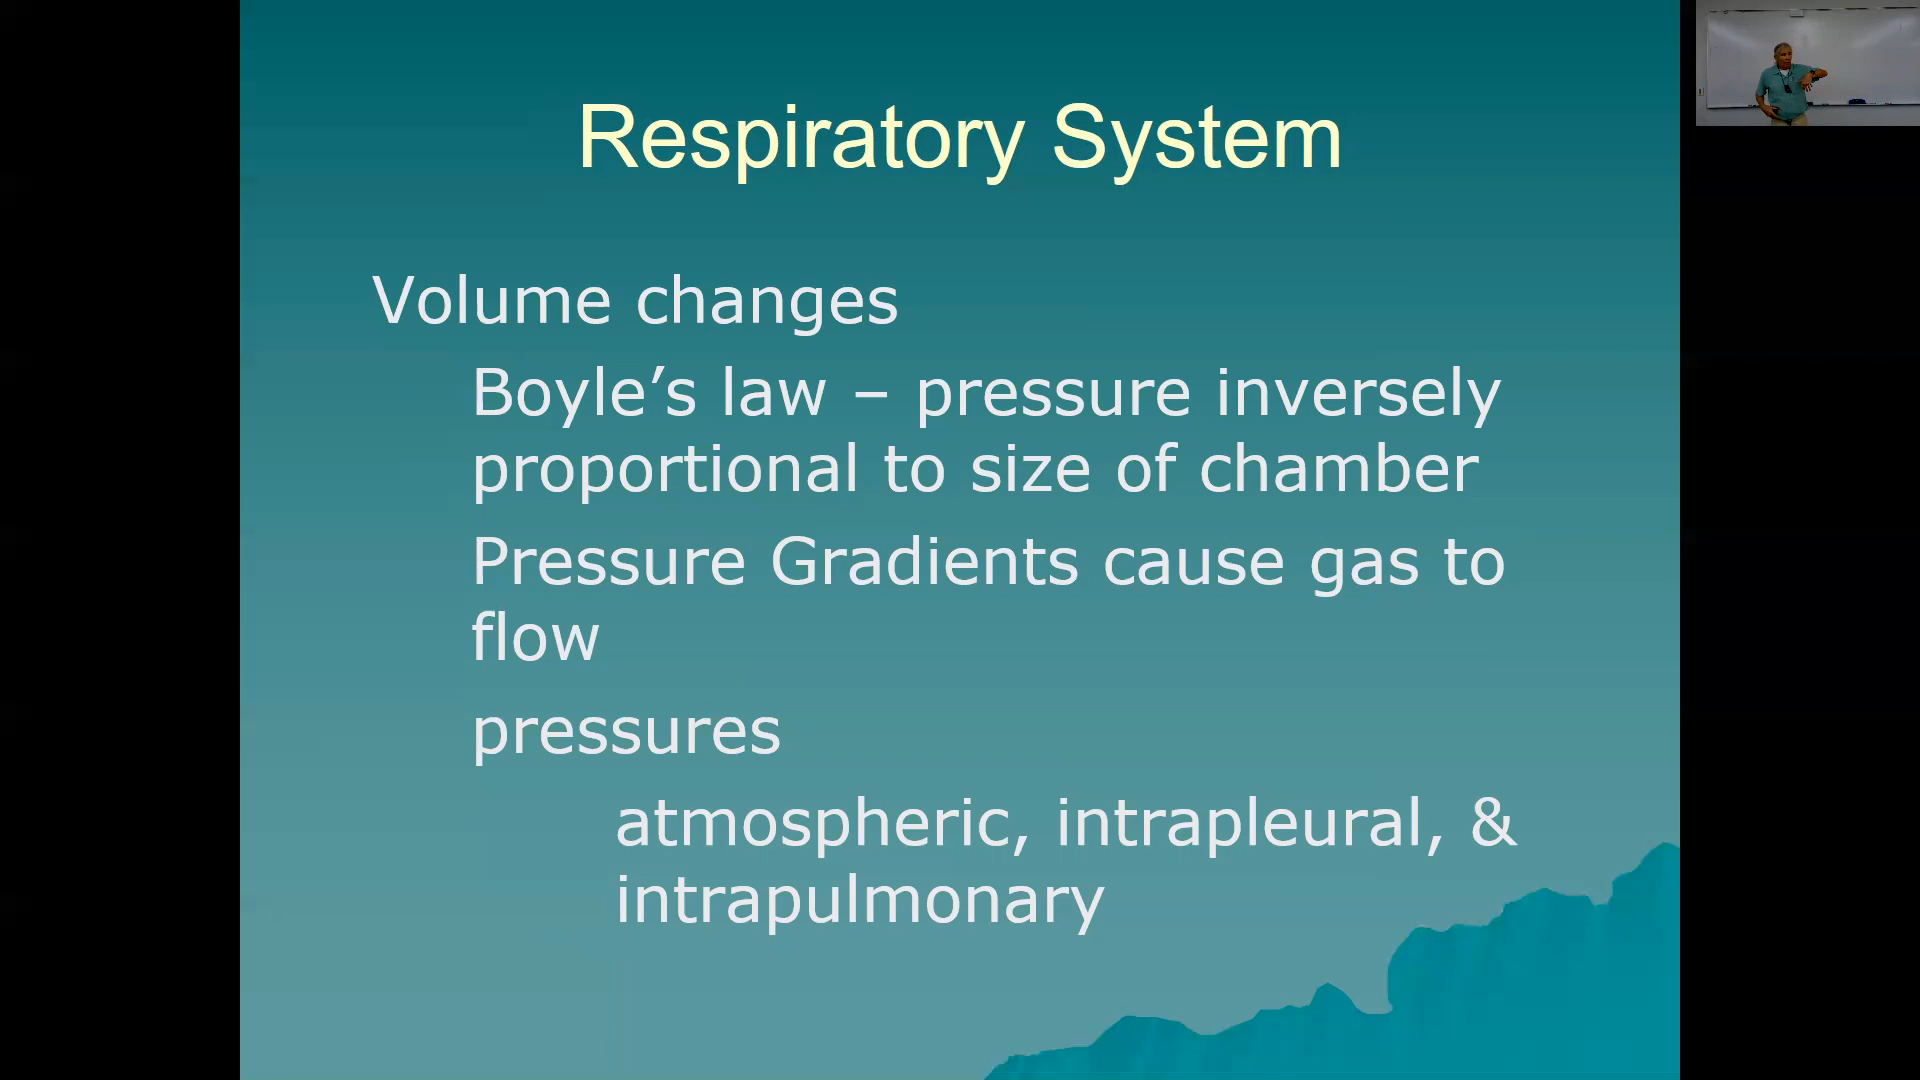 Respiratory System
Volume changes
Boyle’s law – pressure inversely
proportional to size of chamber
Pressure Gradients cause gas to
flow
pressures
atmospheric, intrapleural, &
intrapulmonary